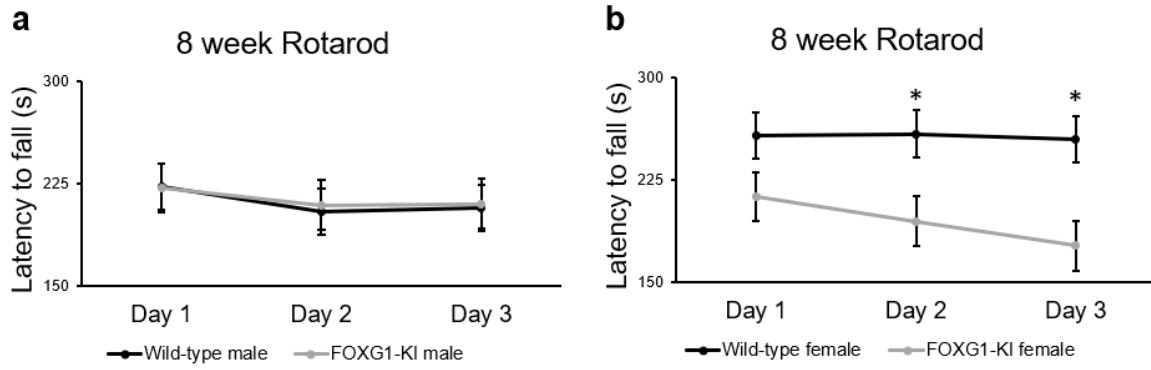 a
8 week Rotarod
Latency to fall (s)
300
225
150
Day 1 Day 2 Day 3
Wild-type male FOXG1-KI male
b
8 week Rotarod
Latency to fall (s)
300
225
150
* *
Day 1 Day 2 Day 3
Wild-type female FOXG1-KI female